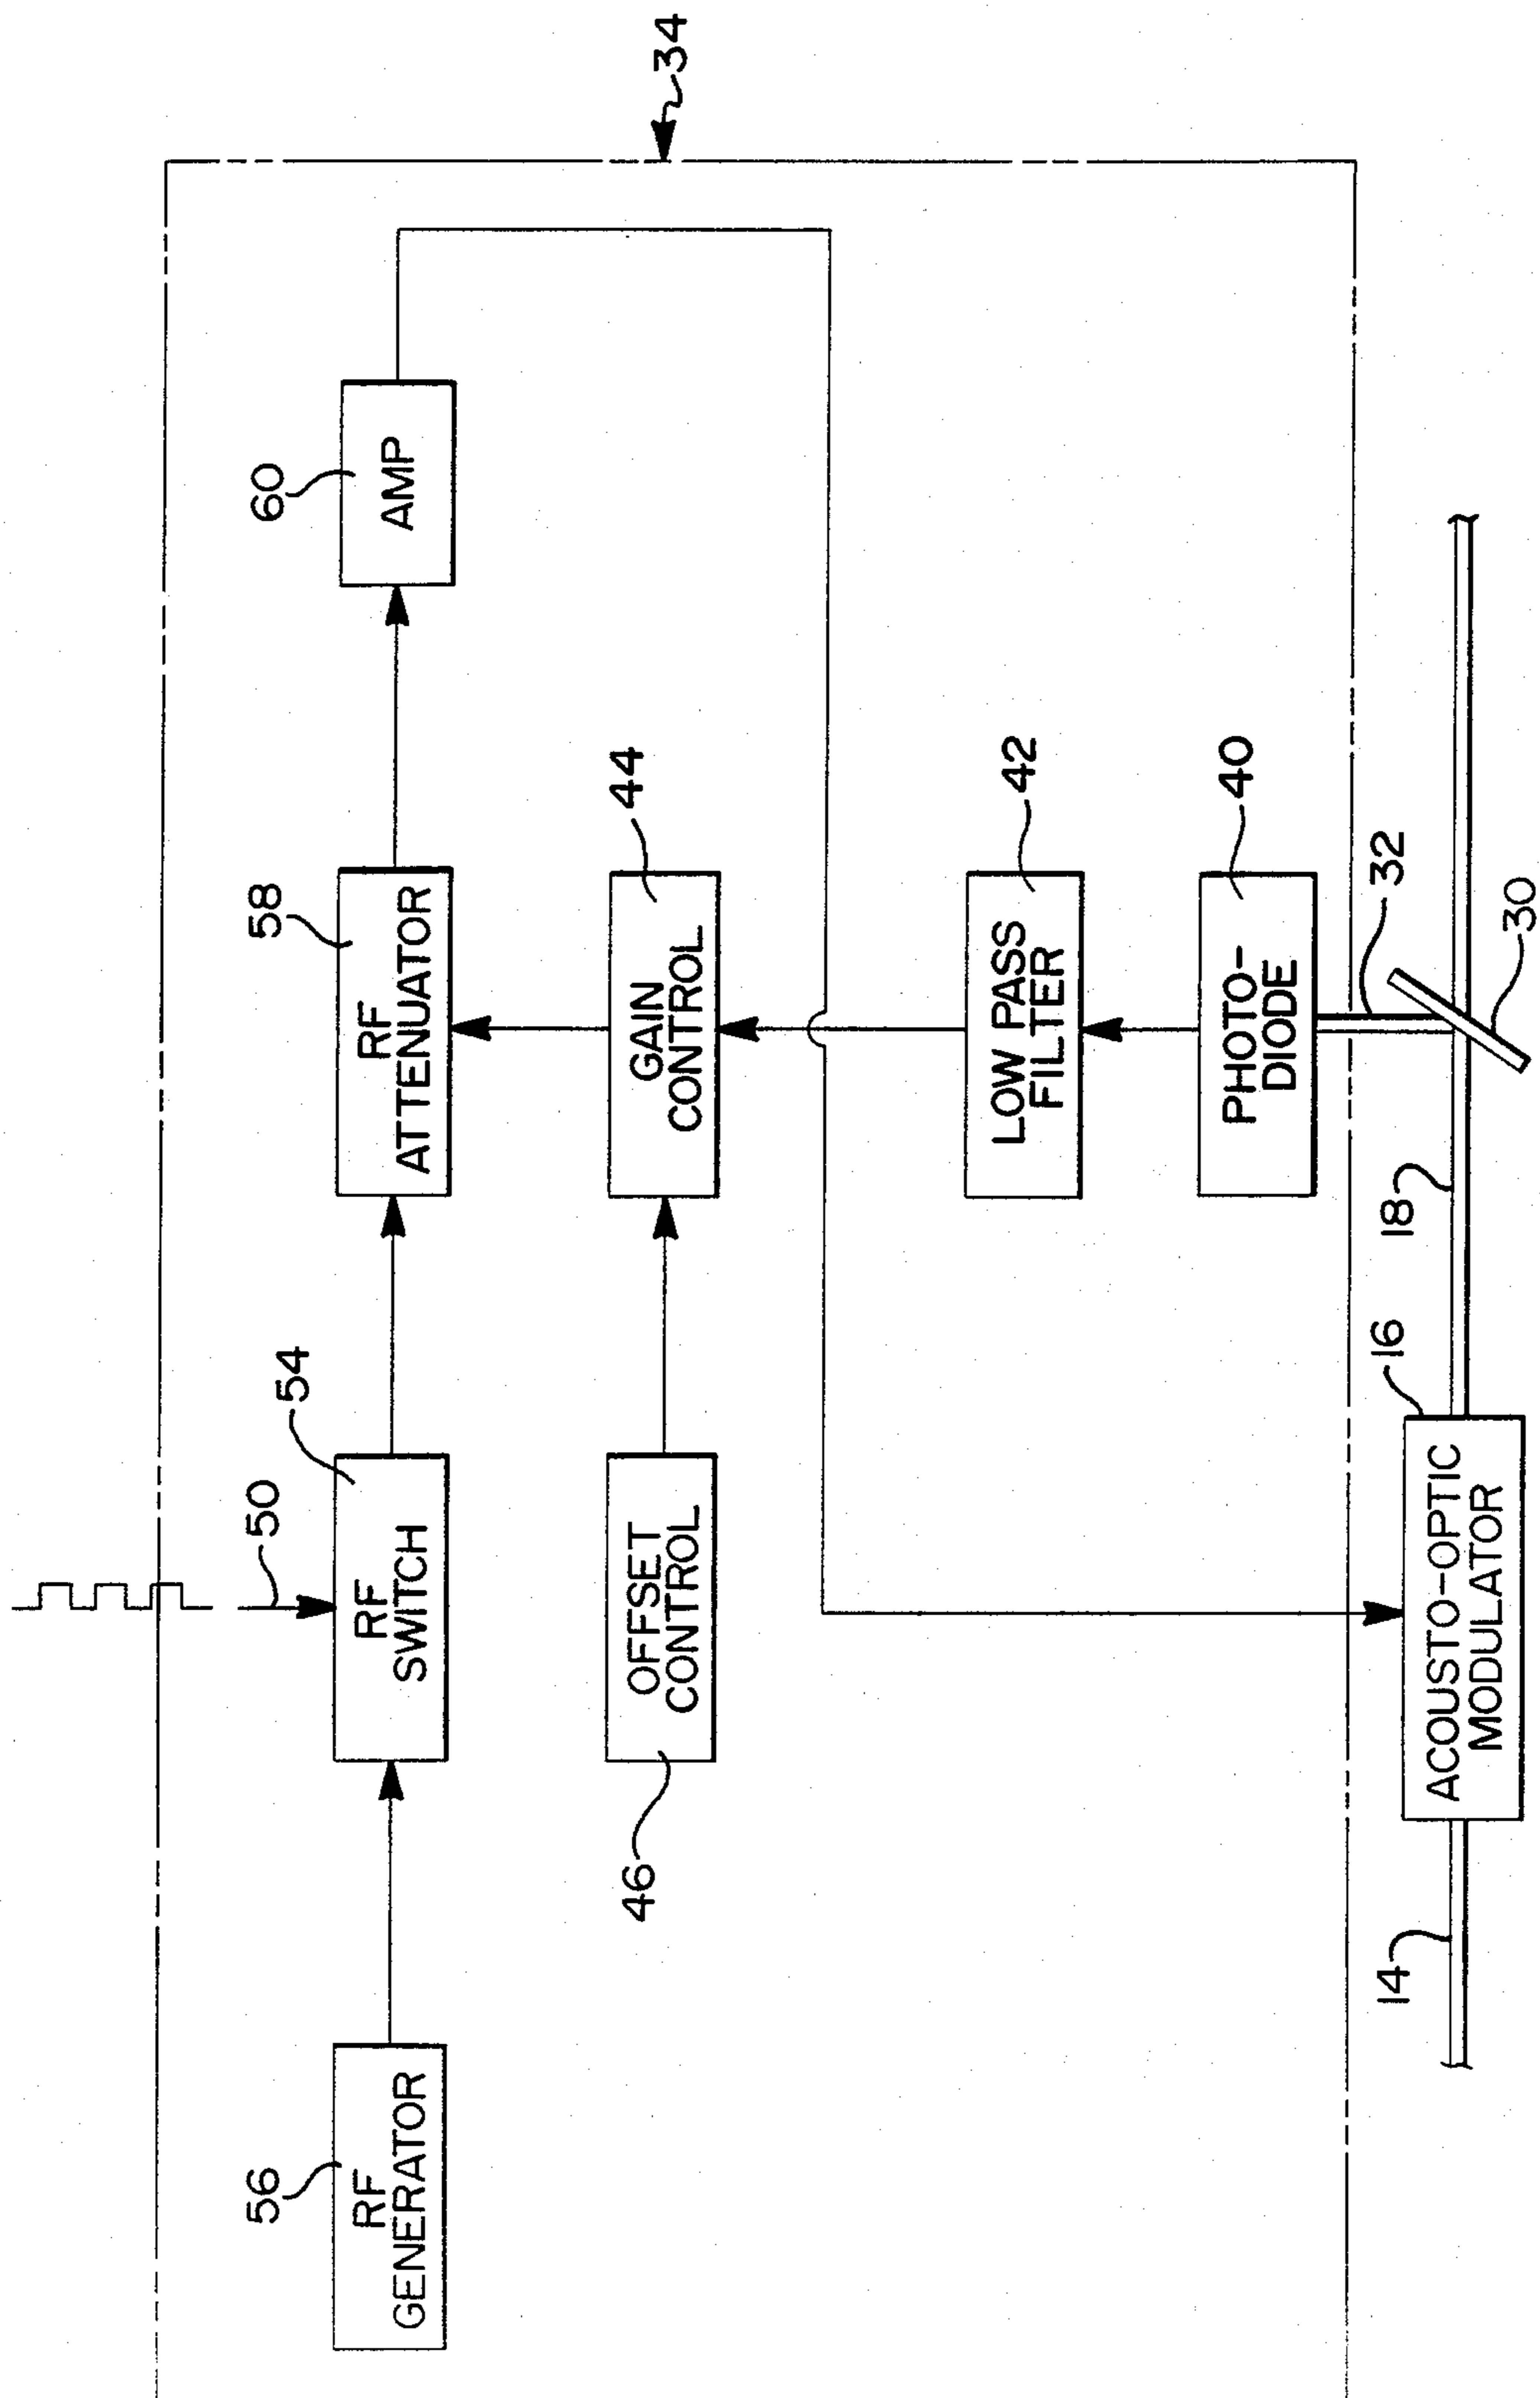 34
60
AMP
58
RF
ATTENUATOR
44
GAIN
CONTROL
42
LOW PASS
FILTER
40
PHOTO-
DIODE
32
30
54
50
RF
SWITCH
OFFSET
CONTROL
46
18
16
ACOUSTO-OPTIC
MODULATOR
14
56
RF
GENERATOR